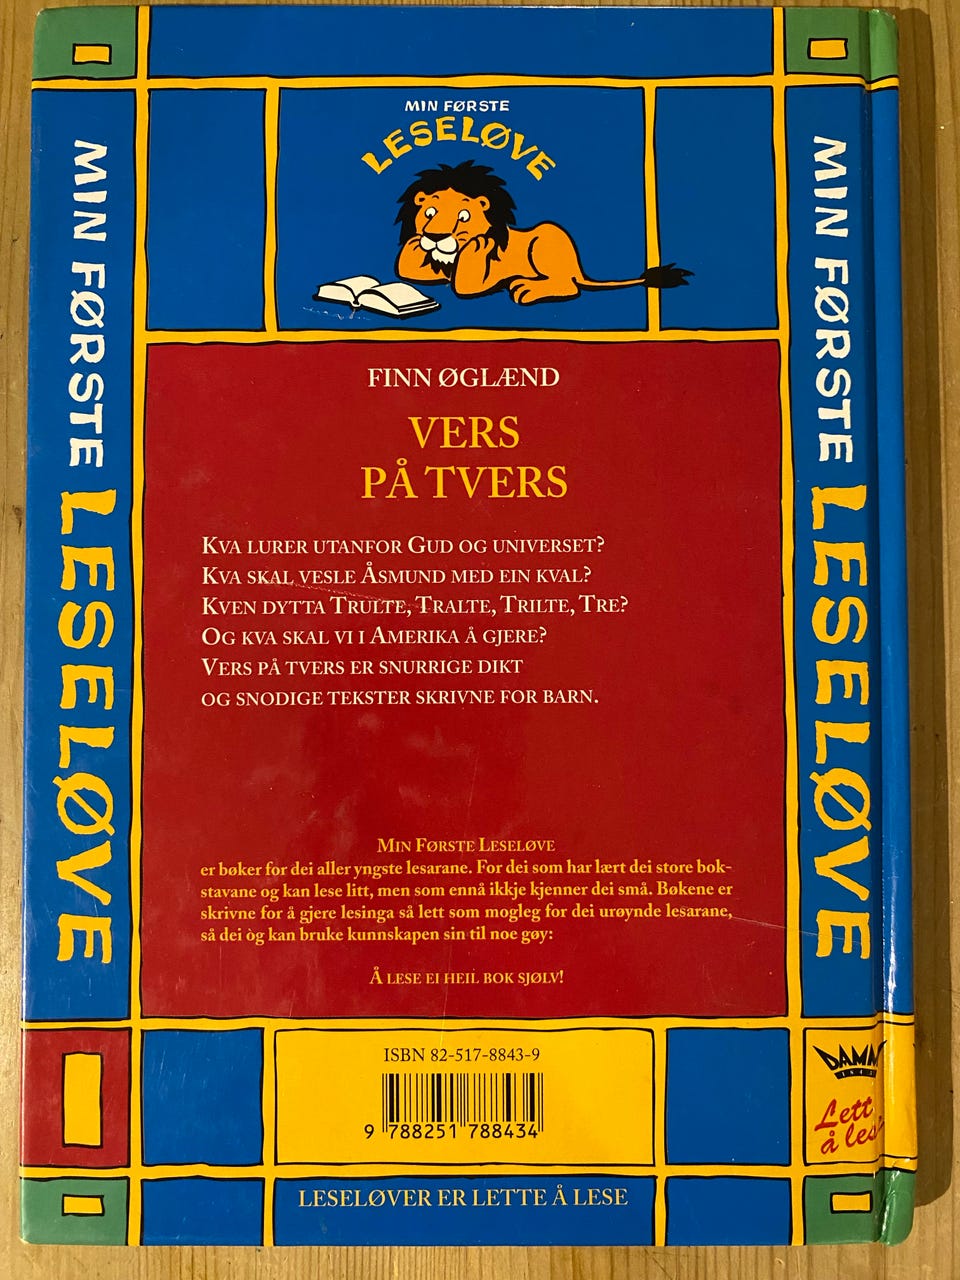 MIN FØRSTE
LESELØVE
MIN FØRSTE LESELØVE
MIN FØRSTE LESELØVE
FINN ØGLÆND
VERS
PÅ TVERS
KVA LURER UTANFOR GUD OG UNIVERSET?
KVA SKAL VESLE ÅSMUND MED EIN KVAL?
KVEN DYTTA TRULTE, TRALTE, TRILTE, TRE?
OG KVA SKAL VI I AMERIKA Å GJERE?
VERS PÅ TVERS ER SNURRIGE DIKT
OG SNODIGE TEKSTER SKRIVNE FOR BARN.
MIN FØRSTE LESELØVE
er bøker for dei aller yngste lesarane. For dei som har lært dei store bok-
stavane og kan lese litt, men som ennå ikkje kjenner dei små. Bøkene er
skrivne for å gjere lesinga så lett som mogleg for dei urøynde lesarane,
så dei òg kan bruke kunnskapen sin til noe gøy:
Å LESE EI HEIL BOK SJØLV!
ISBN 82-517-8843-9
9 788251 788434
DAMM
1843
Lett
å lese
LESELØVER ER LETTE Å LESE